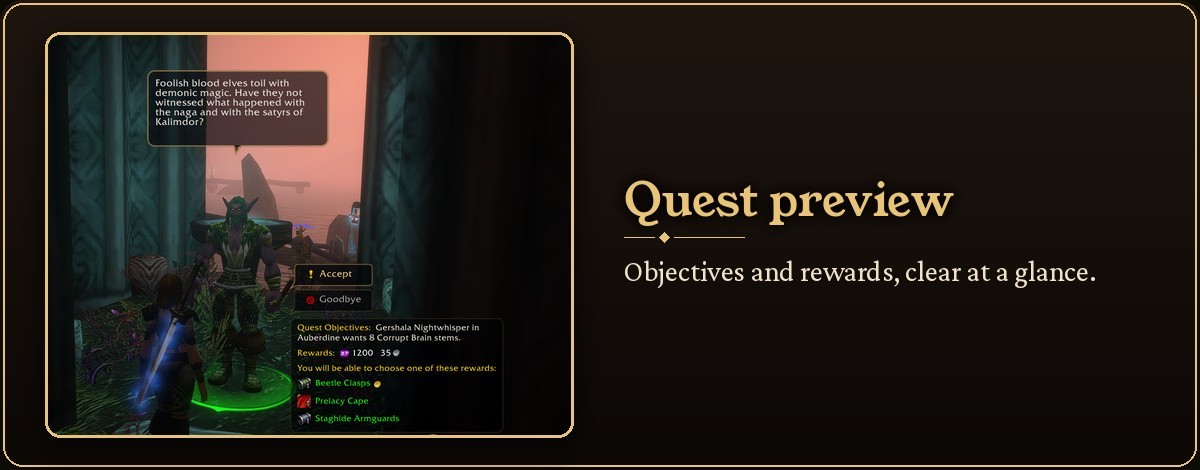 Foolish blood elves toil with
demonic magic. Have they not
witnessed what happened with
the naga and with the satyrs of
Kalimdor?
Accept
Goodbye
Quest Objectives: Gershala Nightwhisper in
Auberdine wants 8 Corrupt Brain stems.
Rewards: XP 1200 35
You will be able to choose one of these rewards:
Beetle Clasps
Prelacy Cape
Staghide Armguards
Quest preview
Objectives and rewards, clear at a glance.